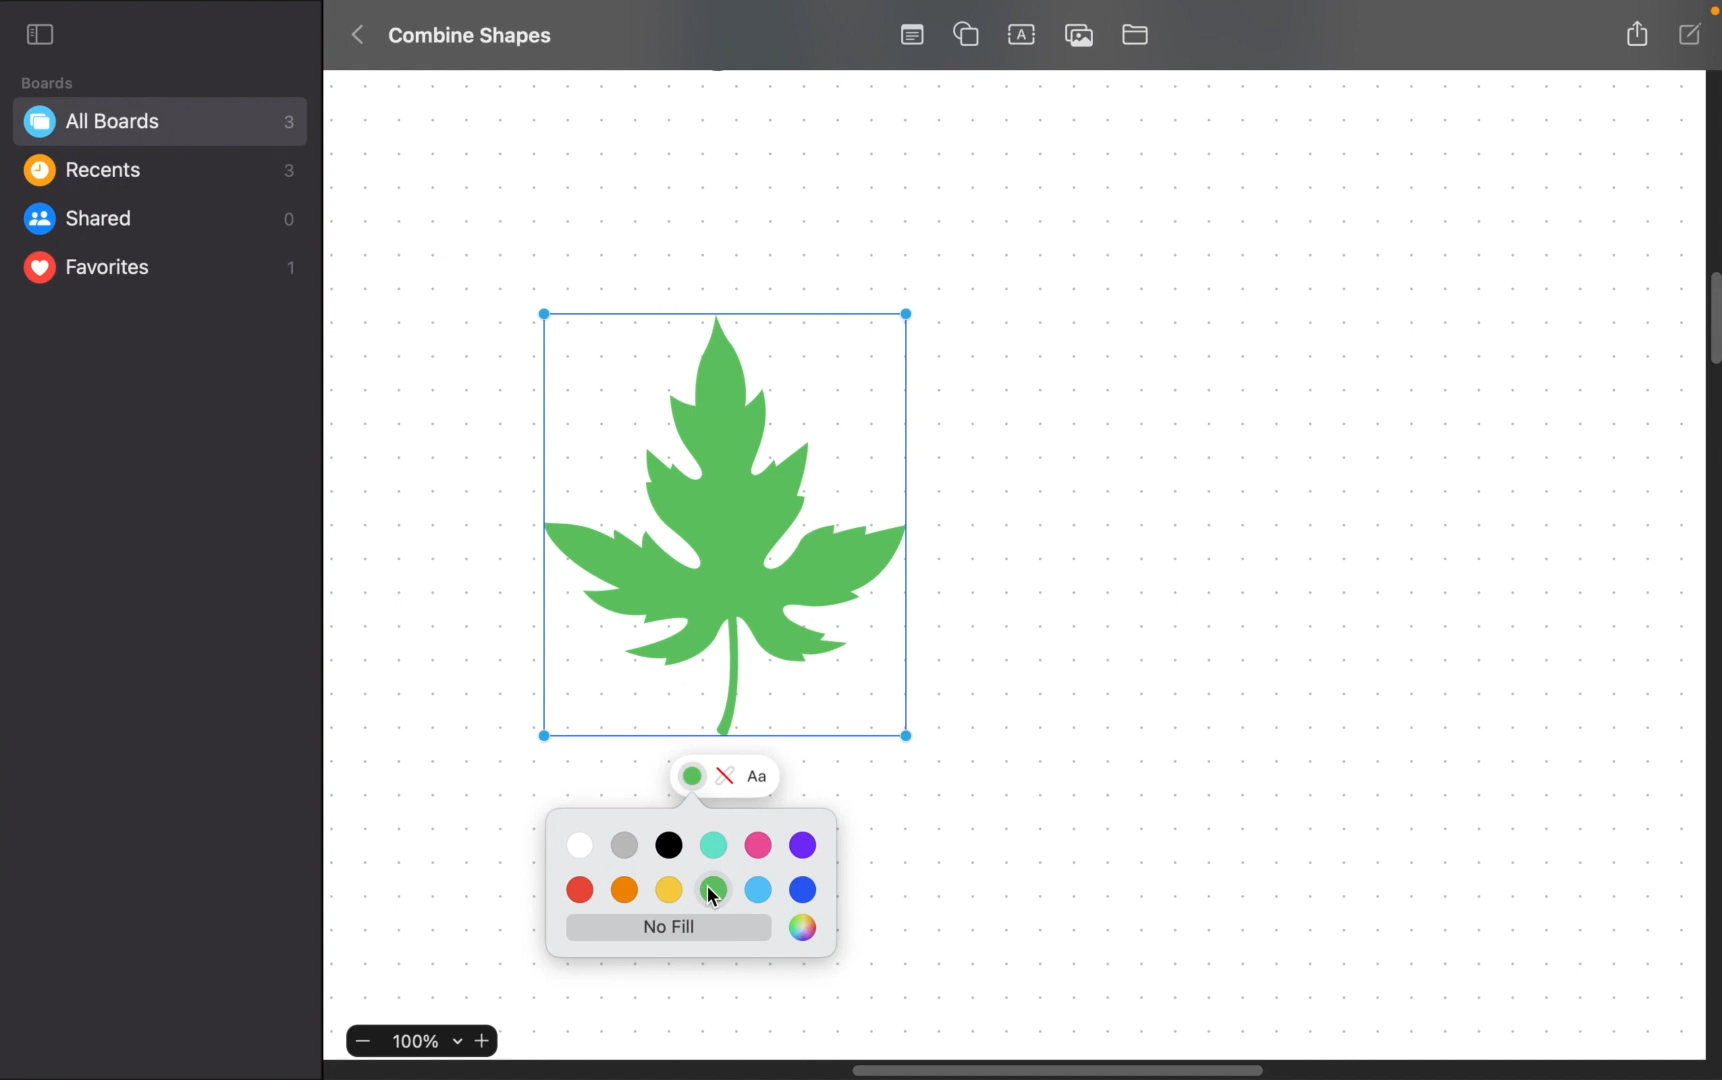 Combine Shapes
A
Boards
All Boards 3
Recents 3
Shared 0
Favorites 1
Aa
No Fill
100%